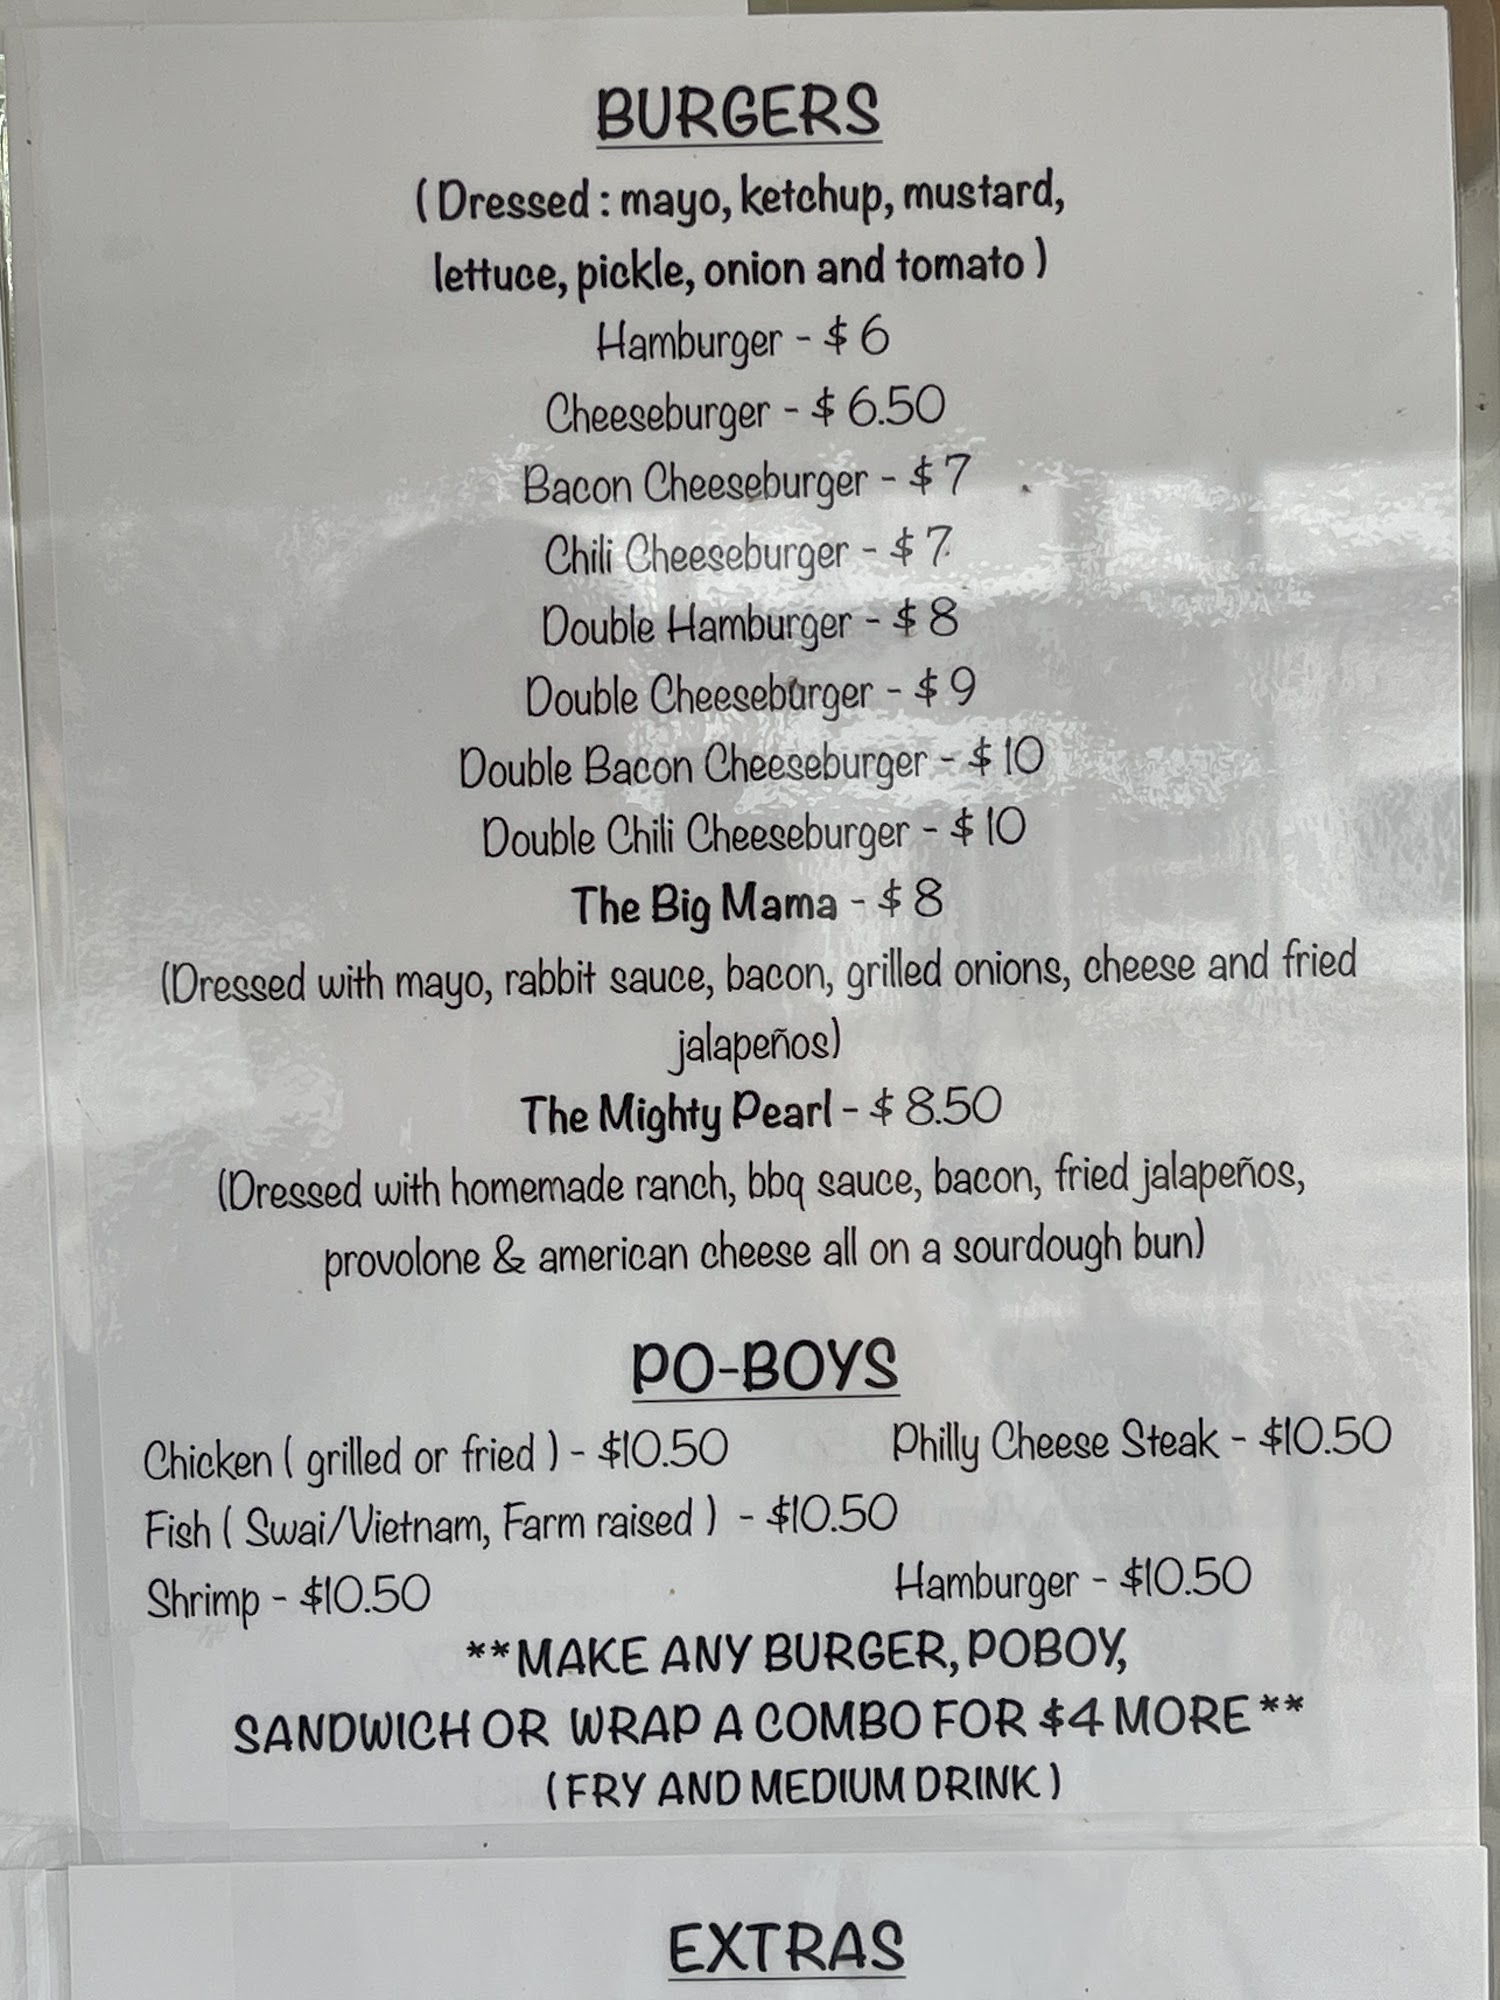 BURGERS
(Dressed : mayo, ketchup, mustard,
lettuce, pickle, onion and tomato )
Hamburger - $ 6
Cheeseburger - $ 6.50
Bacon Cheeseburger - $ 7
Chili Cheeseburger - $ 7
Double Hamburger - $ 8
Double Cheeseburger - $ 9
Double Bacon Cheeseburger - $ 10
Double Chili Cheeseburger - $ 10
The Big Mama - $ 8
(Dressed with mayo, rabbit sauce, bacon, grilled onions, cheese and fried
jalapeños)
The Mighty Pearl - $ 8.50
(Dressed with homemade ranch, bbq sauce, bacon, fried jalapeños,
provolone & american cheese all on a sourdough bun)
PO-BOYS
Chicken ( grilled or fried ) - $10.50 Philly Cheese Steak - $10.50
Fish ( Swai/Vietnam, Farm raised ) - $10.50
Shrimp - $10.50 Hamburger - $10.50
**MAKE ANY BURGER, POBOY,
SANDWICH OR WRAP A COMBO FOR $4 MORE**
(FRY AND MEDIUM DRINK)
EXTRAS